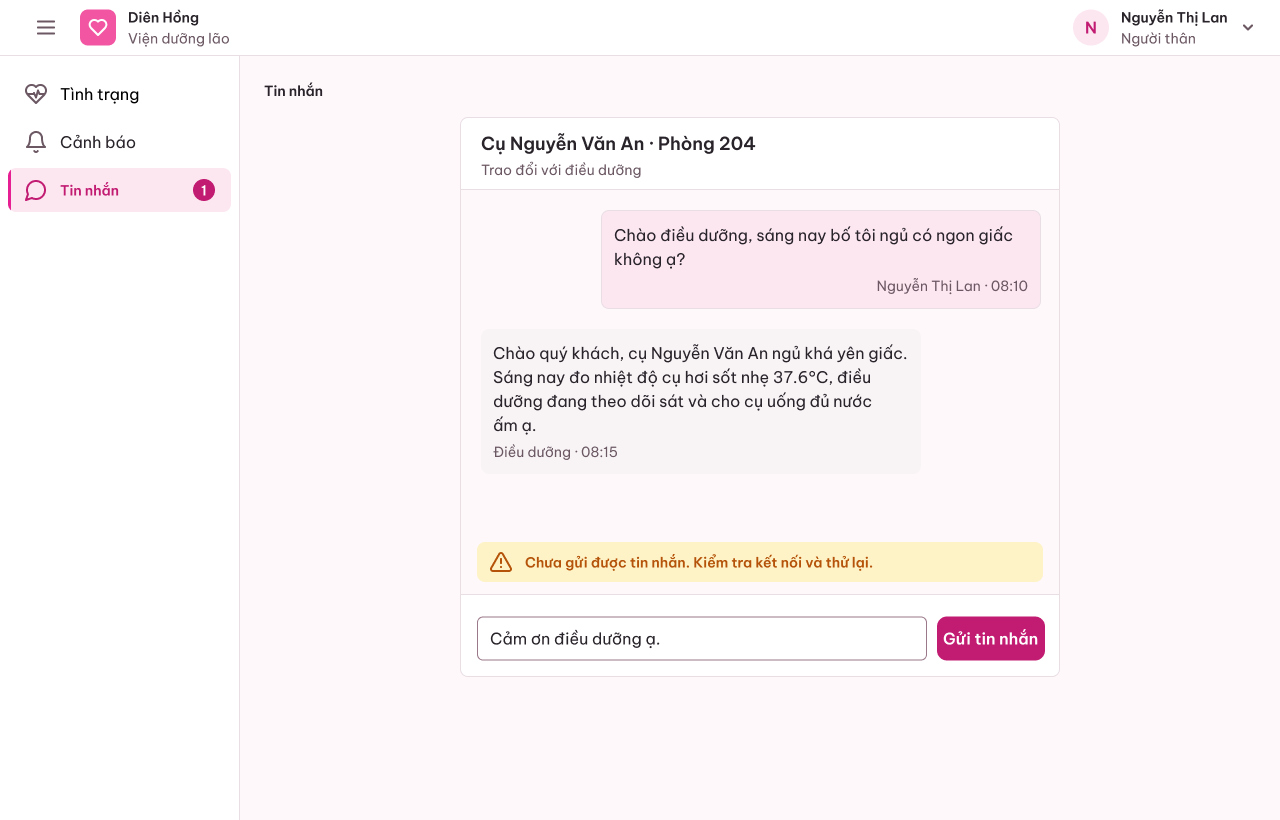 Diên Hồng
Viện dưỡng lão
N
Nguyễn Thị Lan
Người thân
Tình trạng
Cảnh báo
Tin nhắn
1
Tin nhắn
Cụ Nguyễn Văn An · Phòng 204
Trao đổi với điều dưỡng
Chào điều dưỡng, sáng nay bố tôi ngủ có ngon giấc
không ạ?
Nguyễn Thị Lan · 08:10
Chào quý khách, cụ Nguyễn Văn An ngủ khá yên giấc.
Sáng nay đo nhiệt độ cụ hơi sốt nhẹ 37.6°C, điều
dưỡng đang theo dõi sát và cho cụ uống đủ nước
ấm ạ.
Điều dưỡng · 08:15
Chưa gửi được tin nhắn. Kiểm tra kết nối và thử lại.
Cảm ơn điều dưỡng ạ.
Gửi tin nhắn